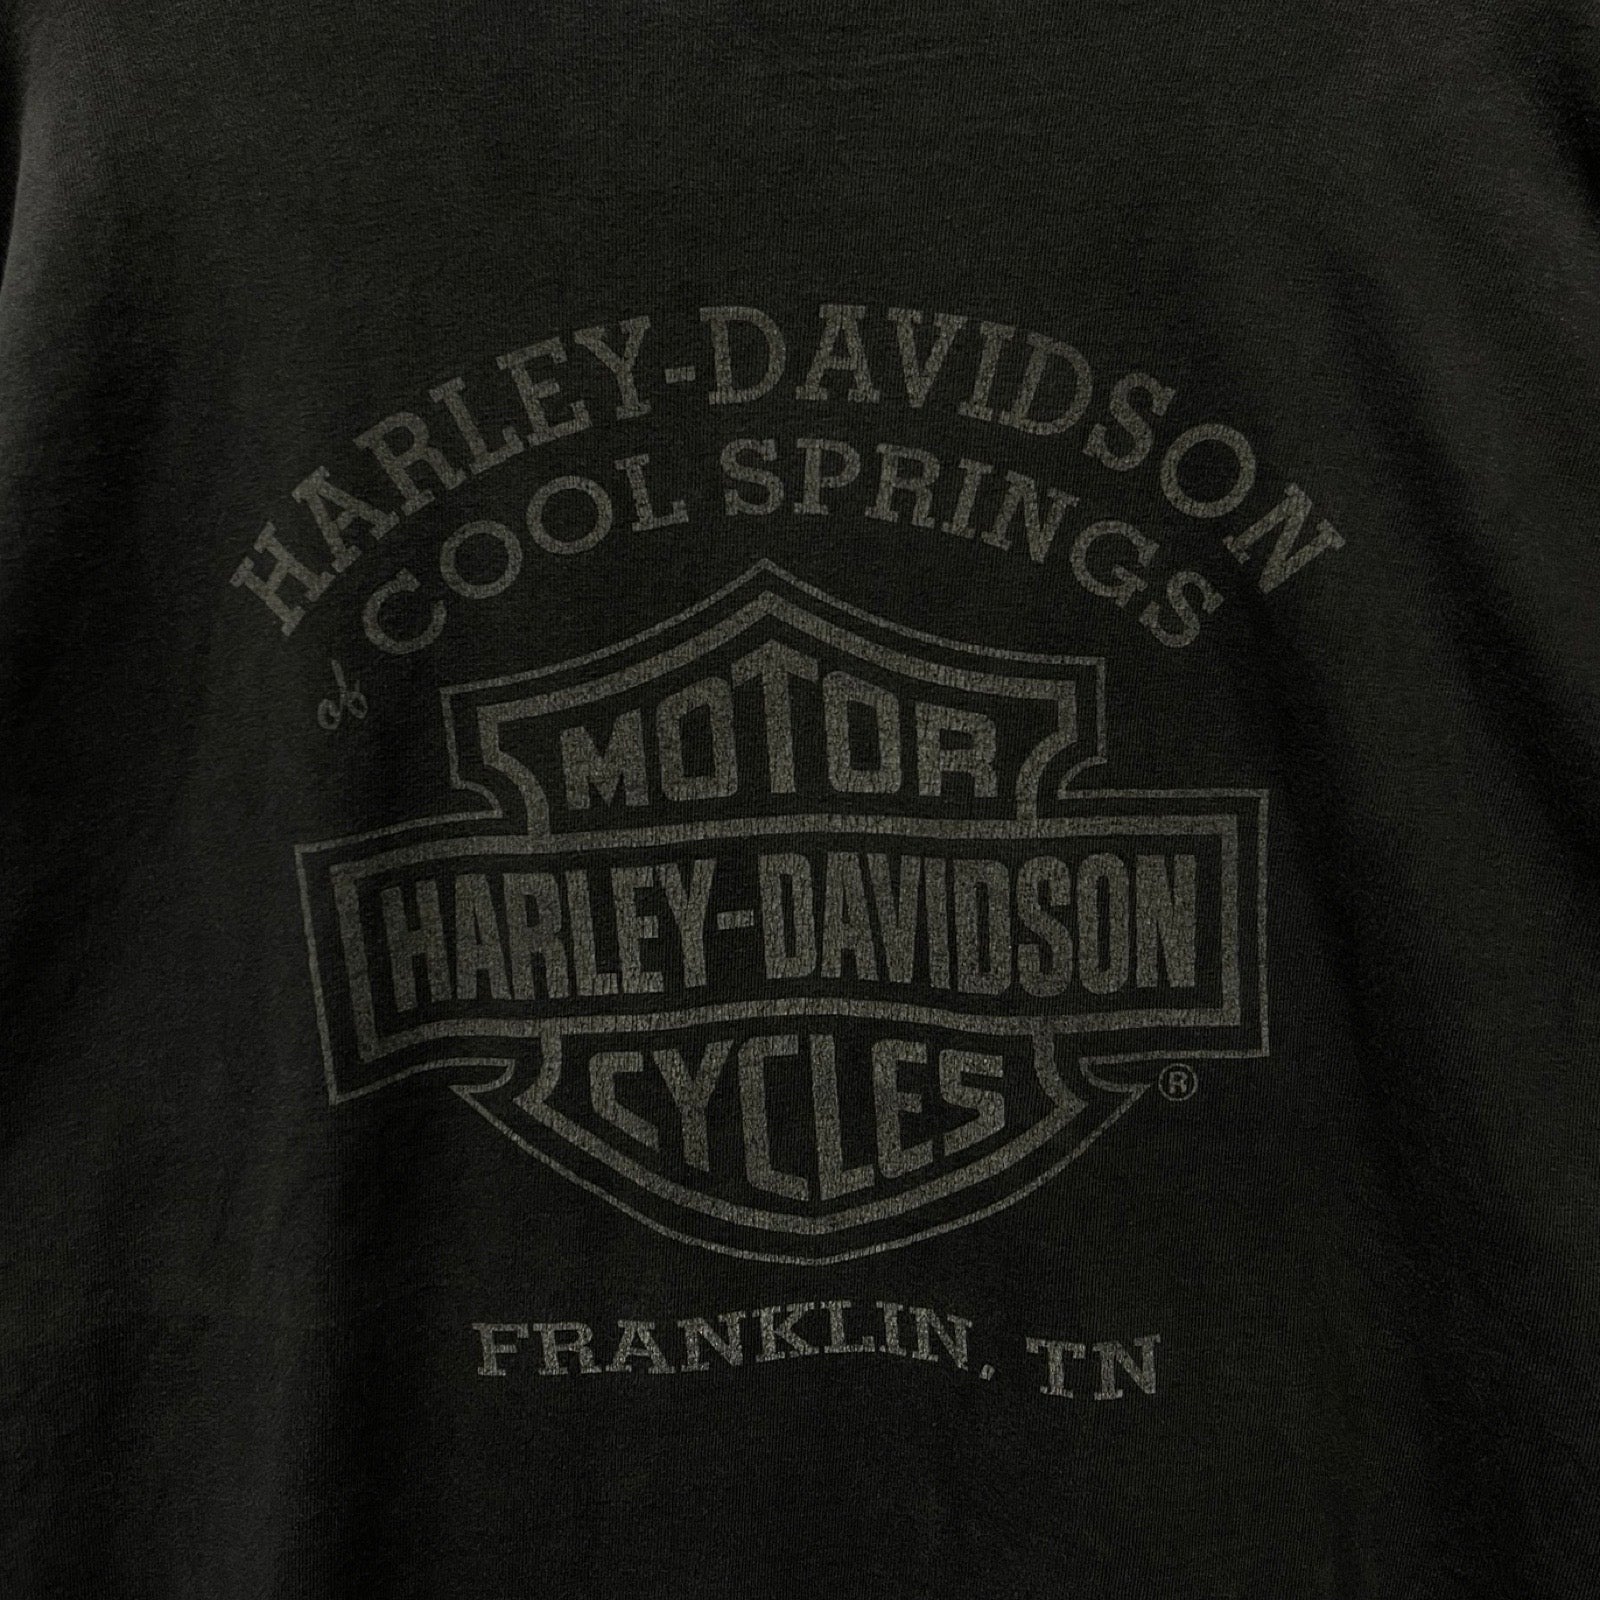 HARLEY-DAVIDSON
of COOL SPRINGS
MOTOR
HARLEY-DAVIDSON
CYCLES
®
FRANKLIN, TN